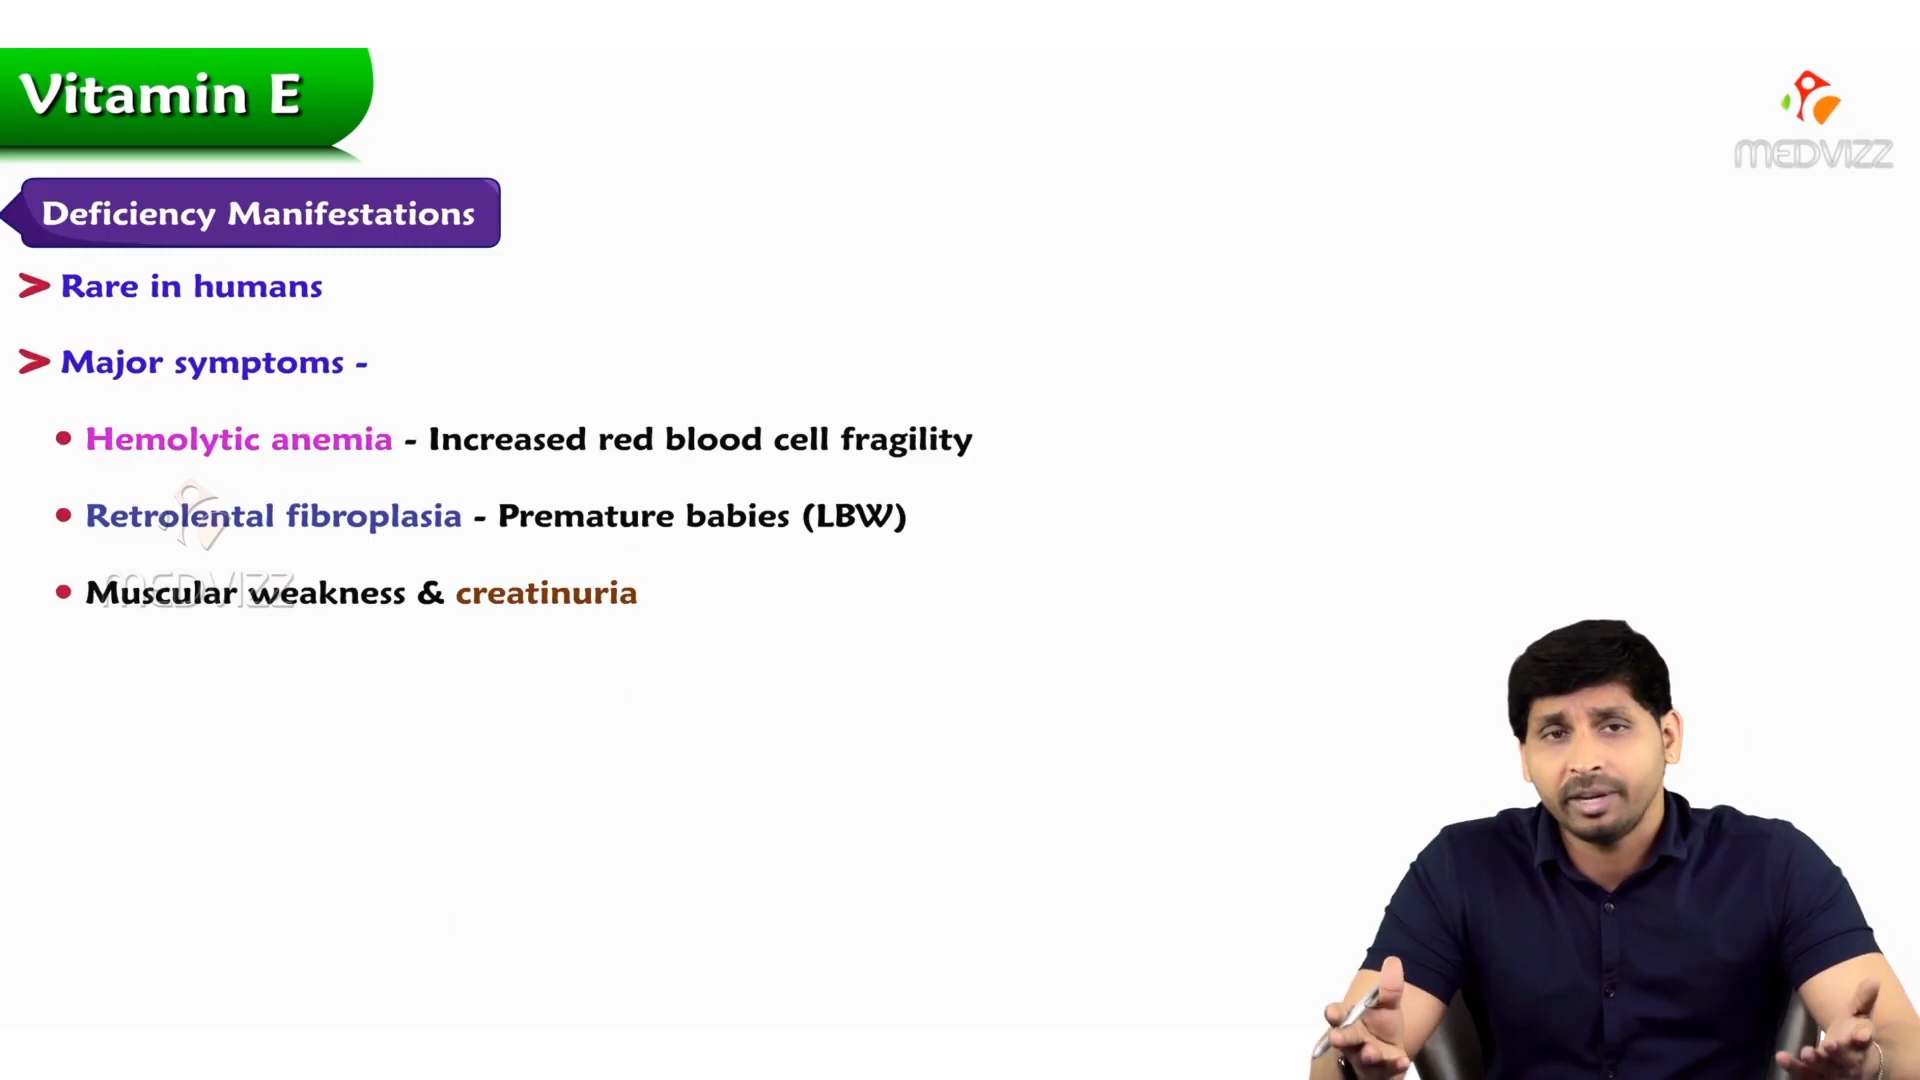 Vitamin E
MEDVIZZ
Deficiency Manifestations
Rare in humans
Major symptoms -
Hemolytic anemia - Increased red blood cell fragility
Retrolental fibroplasia - Premature babies (LBW)
Muscular weakness & creatinuria
MEDVIZZ